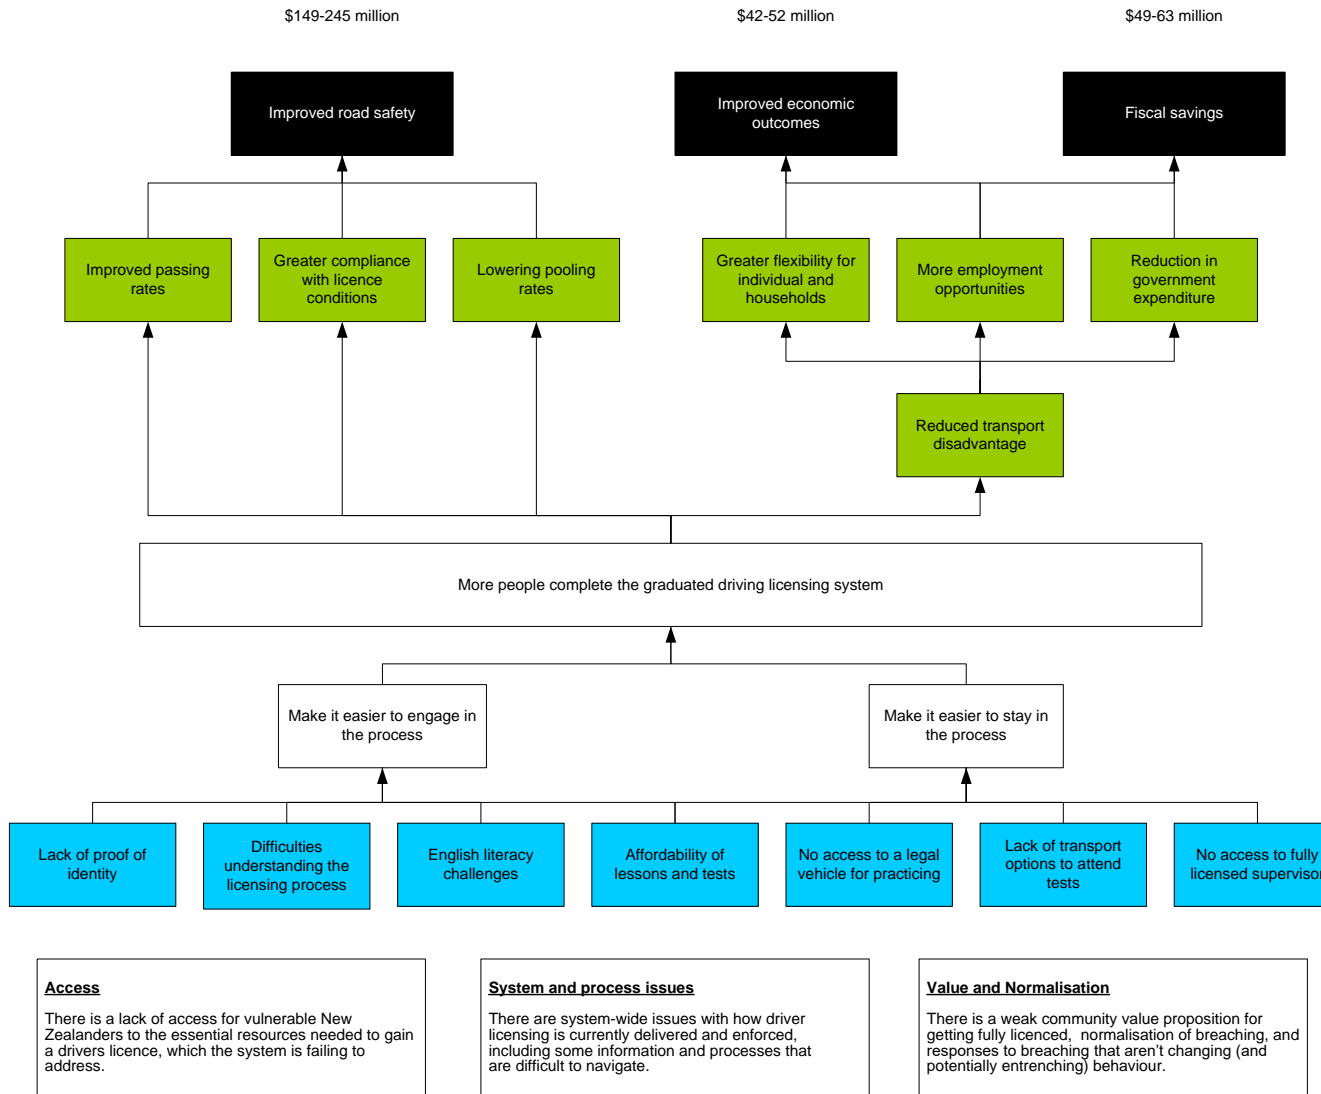 $149-245 million
$42-52 million
$49-63 million
Improved road safety
Improved economic
outcomes
Fiscal savings
Improved passing
rates
Greater compliance
with licence
conditions
Lowering pooling
rates
Greater flexibility for
individual and
households
More employment
opportunities
Reduction in
government
expenditure
Reduced transport
disadvantage
More people complete the graduated driving licensing system
Make it easier to engage in
the process
Make it easier to stay in
the process
Lack of proof of
identity
Difficulties
understanding the
licensing process
English literacy
challenges
Affordability of
lessons and tests
No access to a legal
vehicle for practicing
Lack of transport
options to attend
tests
No access to fully
licensed supervisor
Access
There is a lack of access for vulnerable New
Zealanders to the essential resources needed to gain
a drivers licence, which the system is failing to
address.
System and process issues
There are system-wide issues with how driver
licensing is currently delivered and enforced,
including some information and processes that
are difficult to navigate.
Value and Normalisation
There is a weak community value proposition for
getting fully licenced, normalisation of breaching, and
responses to breaching that aren't changing (and
potentially entrenching) behaviour.